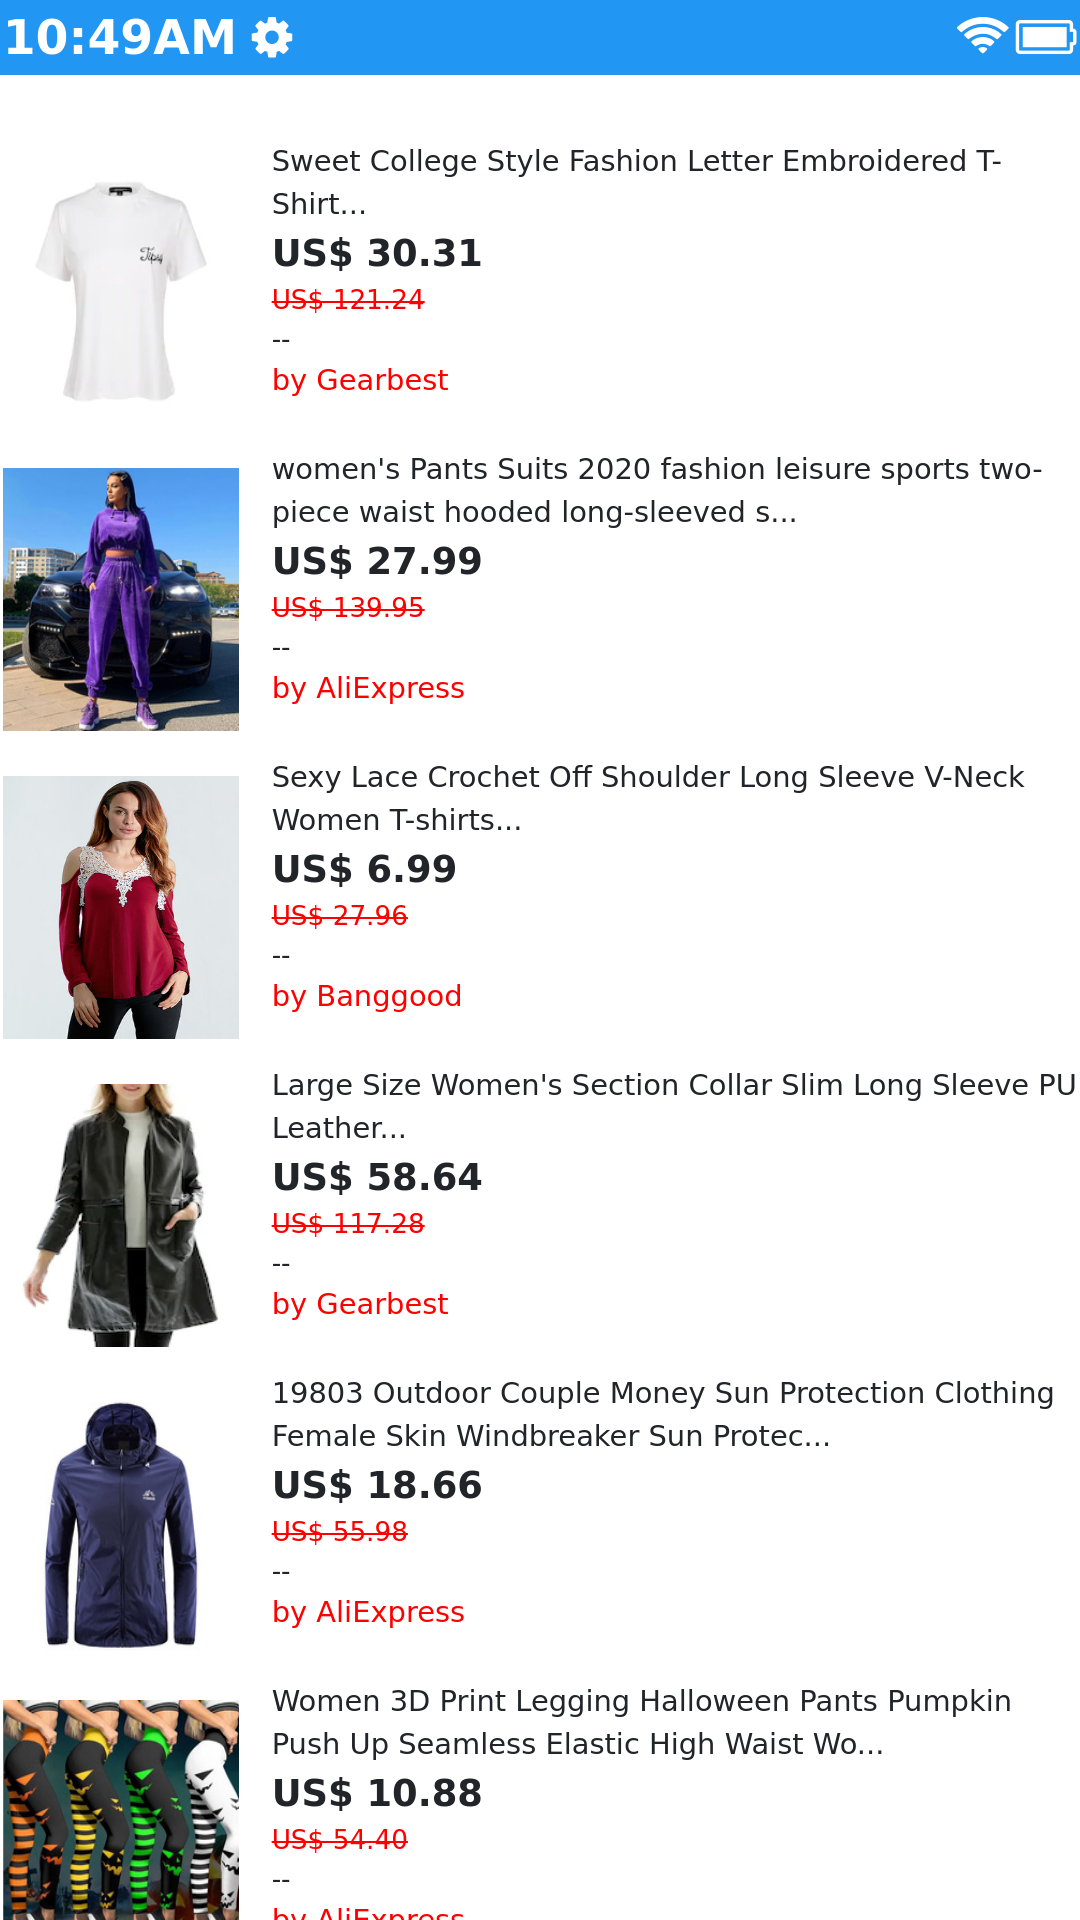 10:49AM
Sweet College Style Fashion Letter Embroidered T-
Shirt...
US$ 30.31
US$ 121.24
--
by Gearbest
Tipsy
women's Pants Suits 2020 fashion leisure sports two-
piece waist hooded long-sleeved s...
US$ 27.99
US$ 139.95
--
by AliExpress
Sexy Lace Crochet Off Shoulder Long Sleeve V-Neck
Women T-shirts...
US$ 6.99
US$ 27.96
--
by Banggood
Large Size Women's Section Collar Slim Long Sleeve PU
Leather...
US$ 58.64
US$ 117.28
--
by Gearbest
19803 Outdoor Couple Money Sun Protection Clothing
Female Skin Windbreaker Sun Protec...
US$ 18.66
US$ 55.98
--
by AliExpress
Women 3D Print Legging Halloween Pants Pumpkin
Push Up Seamless Elastic High Waist Wo...
US$ 10.88
US$ 54.40
--
by AliExpress